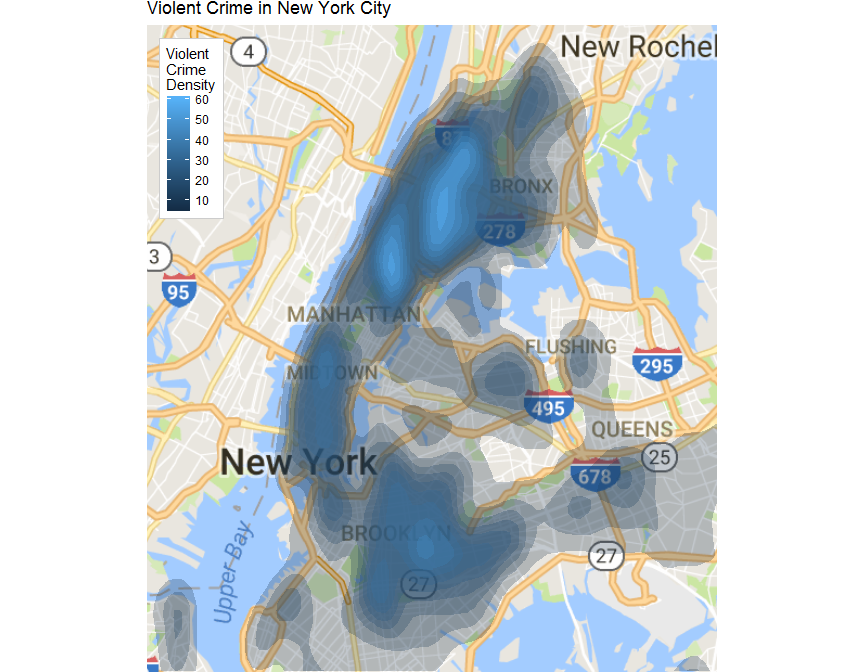 Violent Crime in New York City
New Rochel
4
Violent
Crime
Density
60
50
40
30
20
10
87
BRONX
278
3
95
MANHATTAN
FLUSHING
295
MIDTOWN
495
QUEENS
New York
25
678
BROOKLYN
27
27
Upper Bay